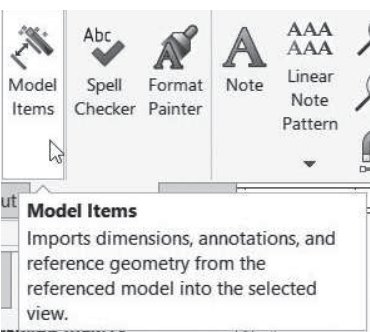 Abc
AAA
AAA
Model
Items
Spell
Checker
Format
Painter
Note
Linear
Note
Pattern
ut
Model Items
Imports dimensions, annotations, and
reference geometry from the
referenced model into the selected
view.